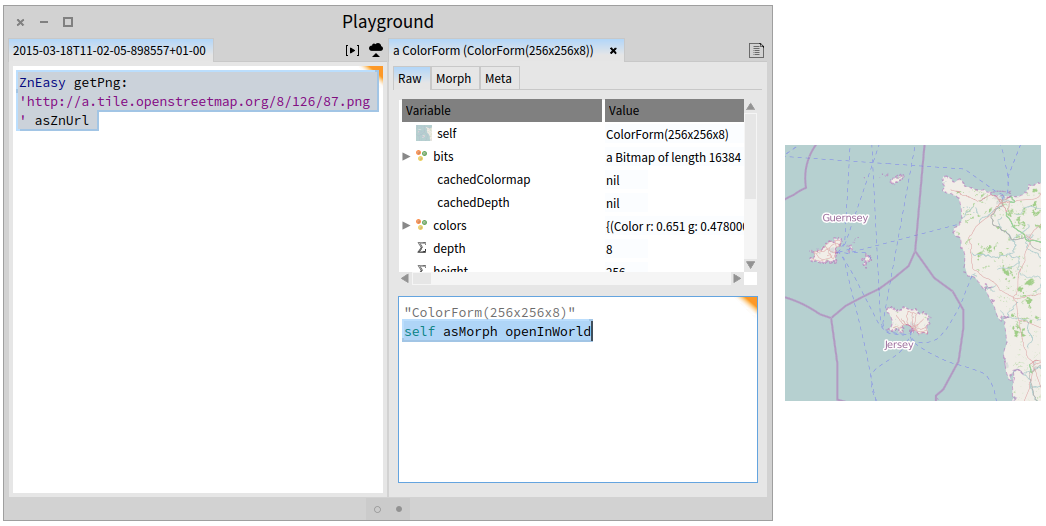 Playground
2015-03-18T11-02-05-898557+01-00
a ColorForm (ColorForm(256x256x8))
ZnEasy getPng:
'http://a.tile.openstreetmap.org/8/126/87.png
' asZnUrl
Raw Morph Meta
Variable Value
self ColorForm(256x256x8)
bits a Bitmap of length 16384
cachedColormap nil
cachedDepth nil
colors {(Color r: 0.651 g: 0.47800
depth 8
height 256
"ColorForm(256x256x8)"
self asMorph openInWorld
Guernsey
Jersey